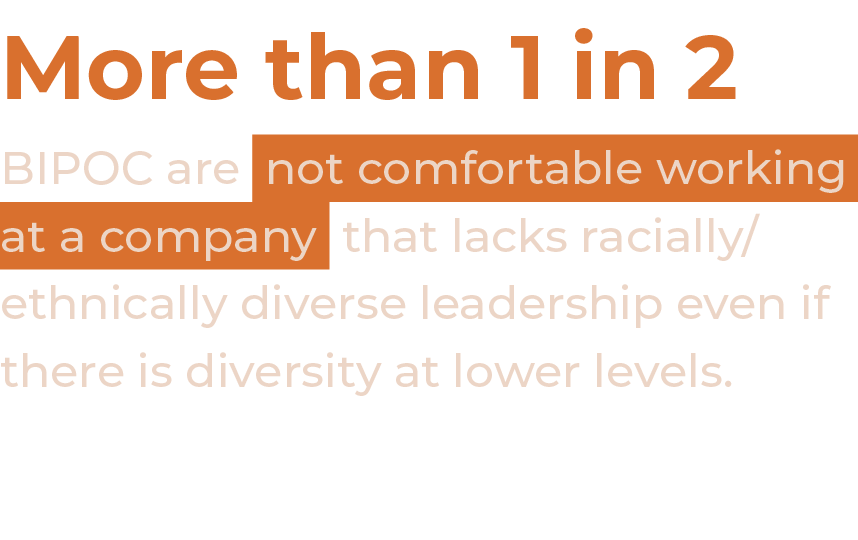 More than 1 in 2
BIPOC are not comfortable working
at a company that lacks racially/
ethnically diverse leadership even if
there is diversity at lower levels.